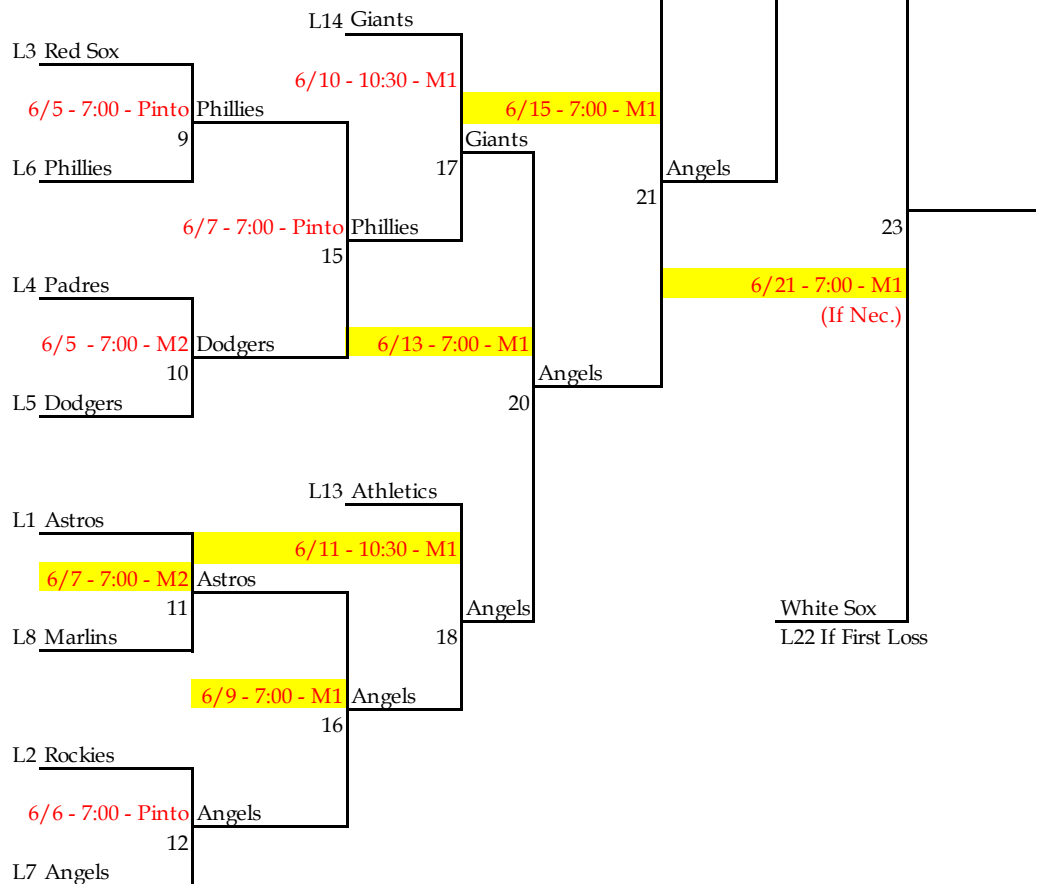 L14 Giants
L3 Red Sox
6/10 - 10:30 - M1
6/5 - 7:00 - Pinto
Phillies
6/15 - 7:00 - M1
9
Giants
L6 Phillies
17
Angels
21
6/7 - 7:00 - Pinto
Phillies
23
15
L4 Padres
6/21 - 7:00 - M1
(If Nec.)
6/5 - 7:00 - M2
Dodgers
6/13 - 7:00 - M1
10
Angels
L5 Dodgers
20
L13 Athletics
L1 Astros
6/11 - 10:30 - M1
6/7 - 7:00 - M2
Astros
11
Angels
White Sox
L8 Marlins
18
L22 If First Loss
6/9 - 7:00 - M1
Angels
16
L2 Rockies
6/6 - 7:00 - Pinto
Angels
12
L7 Angels